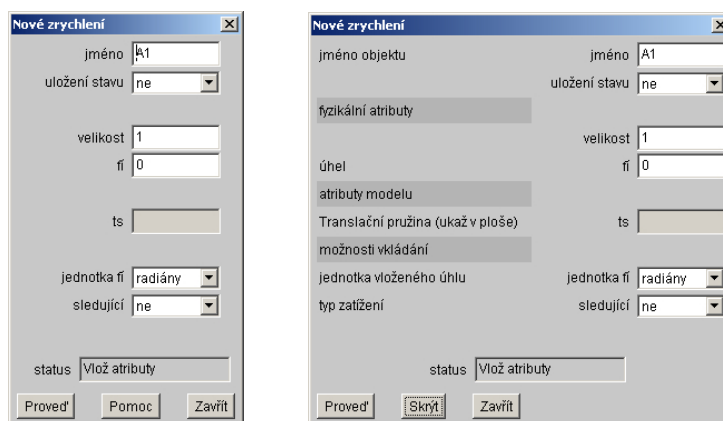 Nové zrychlení
jméno A1
uložení stavu ne
velikost 1
fí 0
ts
jednotka fí radiány
sledující ne
status Vlož atributy
Proveď Pomoc Zavřít
Nové zrychlení
jméno objektu jméno A1
uložení stavu ne
fyzikální atributy
velikost 1
úhel fí 0
atributy modelu
Translační pružina (ukaž v ploše) ts
možnosti vkládání
jednotka vloženého úhlu jednotka fí radiány
typ zatížení sledující ne
status Vlož atributy
Proveď Skrýt Zavřít